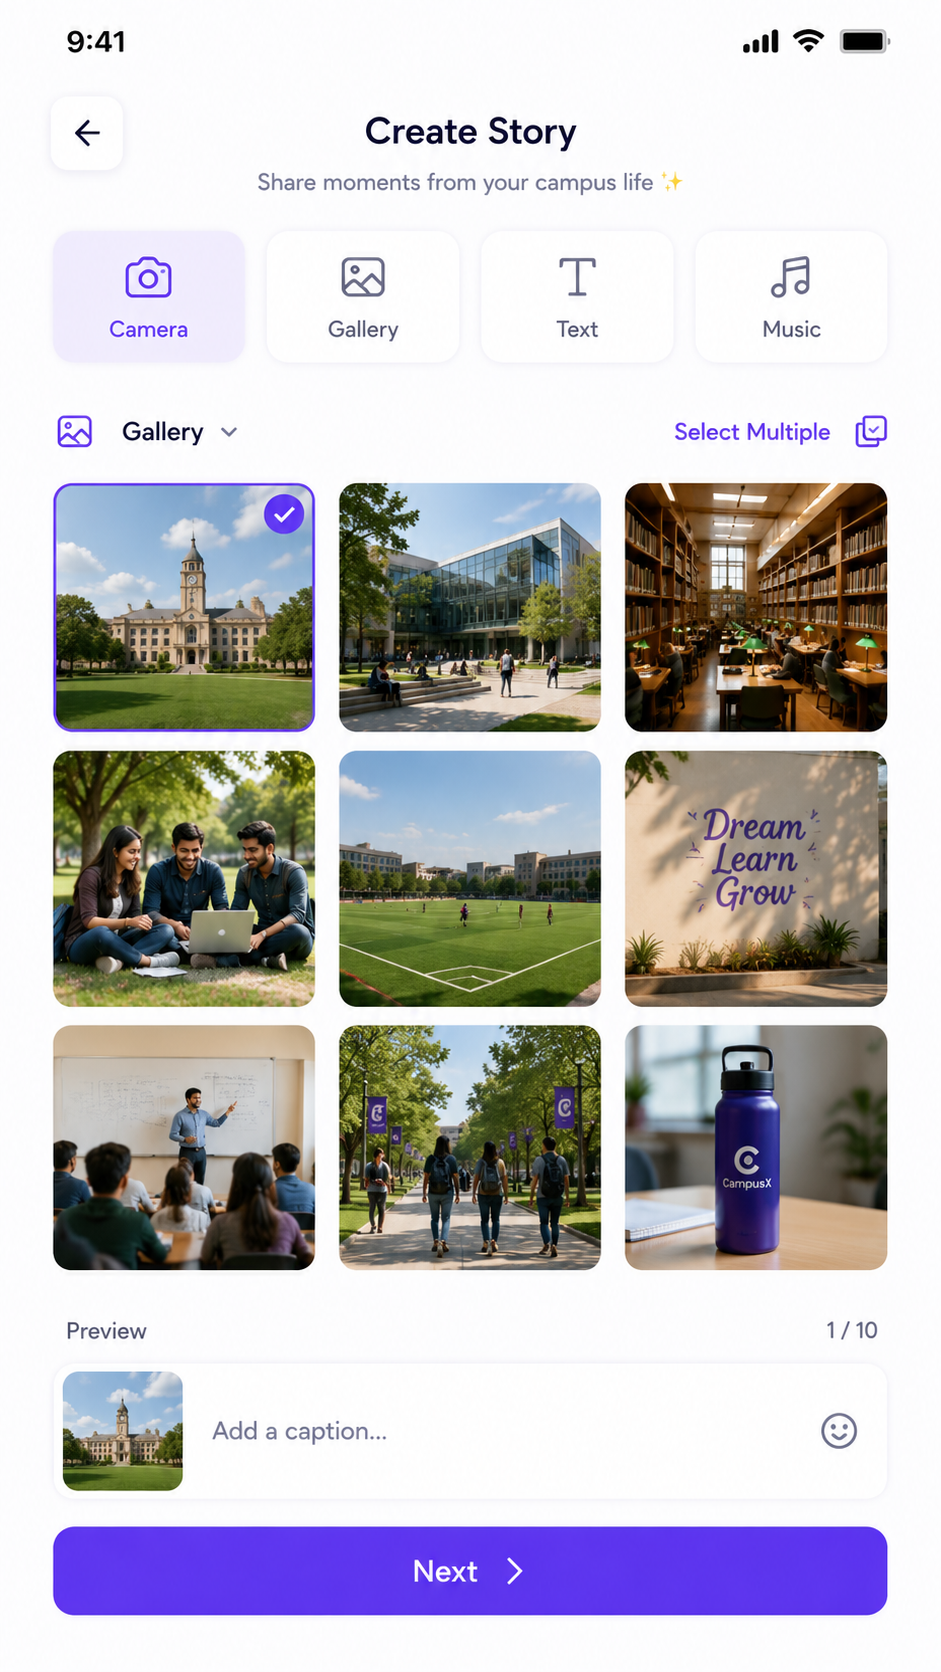 9:41
Create Story
Share moments from your campus life ✨
Camera
Gallery
Text
Music
Gallery
Select Multiple
Dream
Learn
Grow
CampusX
Preview
1 / 10
Add a caption...
Next